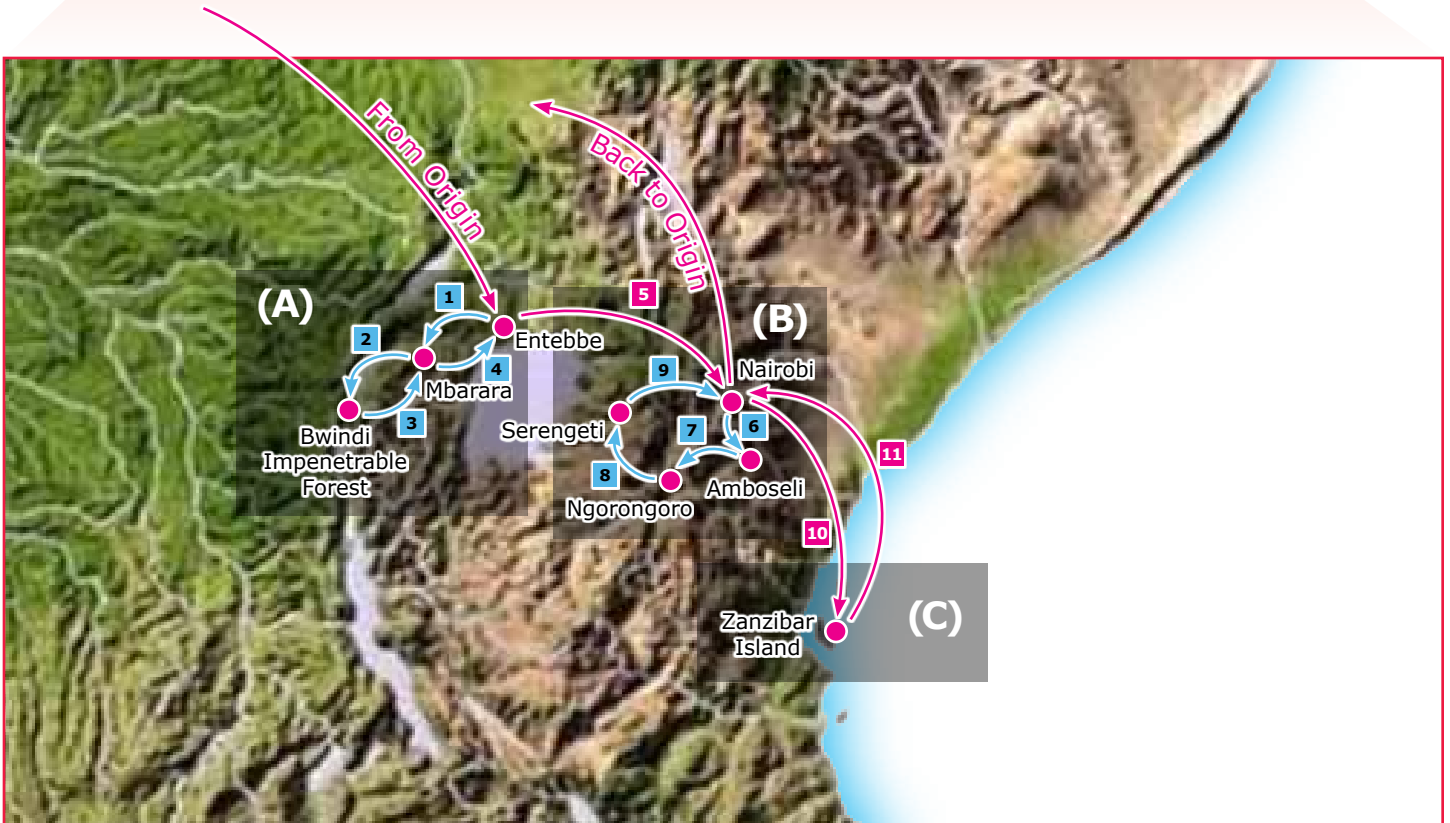 From Origin
Back to Origin
(A)
1
2
Entebbe
4
Mbarara
3
Bwindi
Impenetrable
Forest
5
(B)
Nairobi
9
Serengeti
7
6
8
Amboseli
Ngorongoro
11
10
Zanzibar
Island
(C)